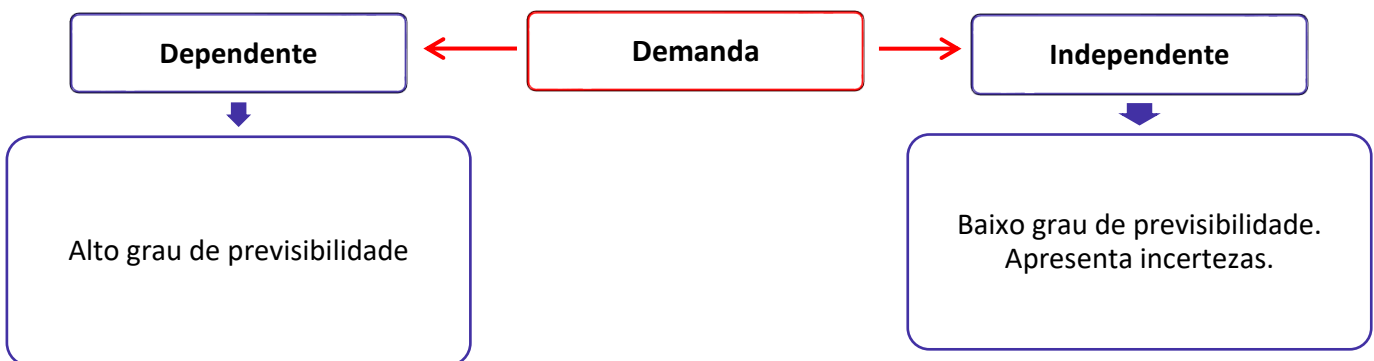 Dependente
Demanda
Independente
Alto grau de previsibilidade
Baixo grau de previsibilidade.
Apresenta incertezas.